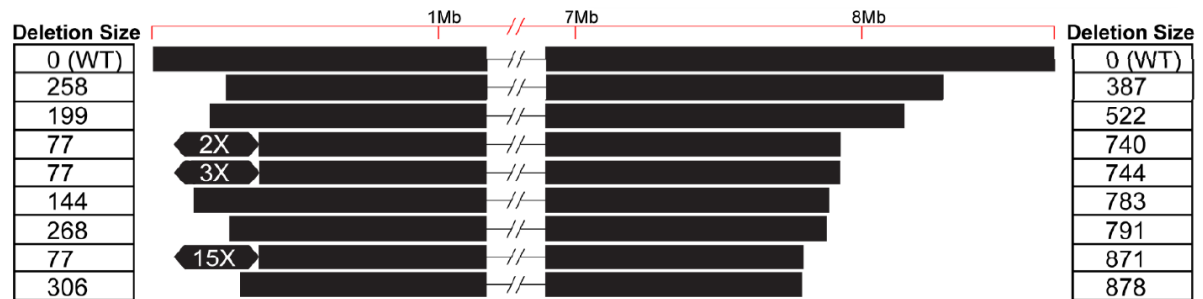 1Mb // 7Mb 8Mb
Deletion Size Deletion Size
0 (WT) // 0 (WT)
258 // 387
199 // 522
77 2X // 740
77 3X // 744
144 // 783
268 // 791
77 15X // 871
306 // 878